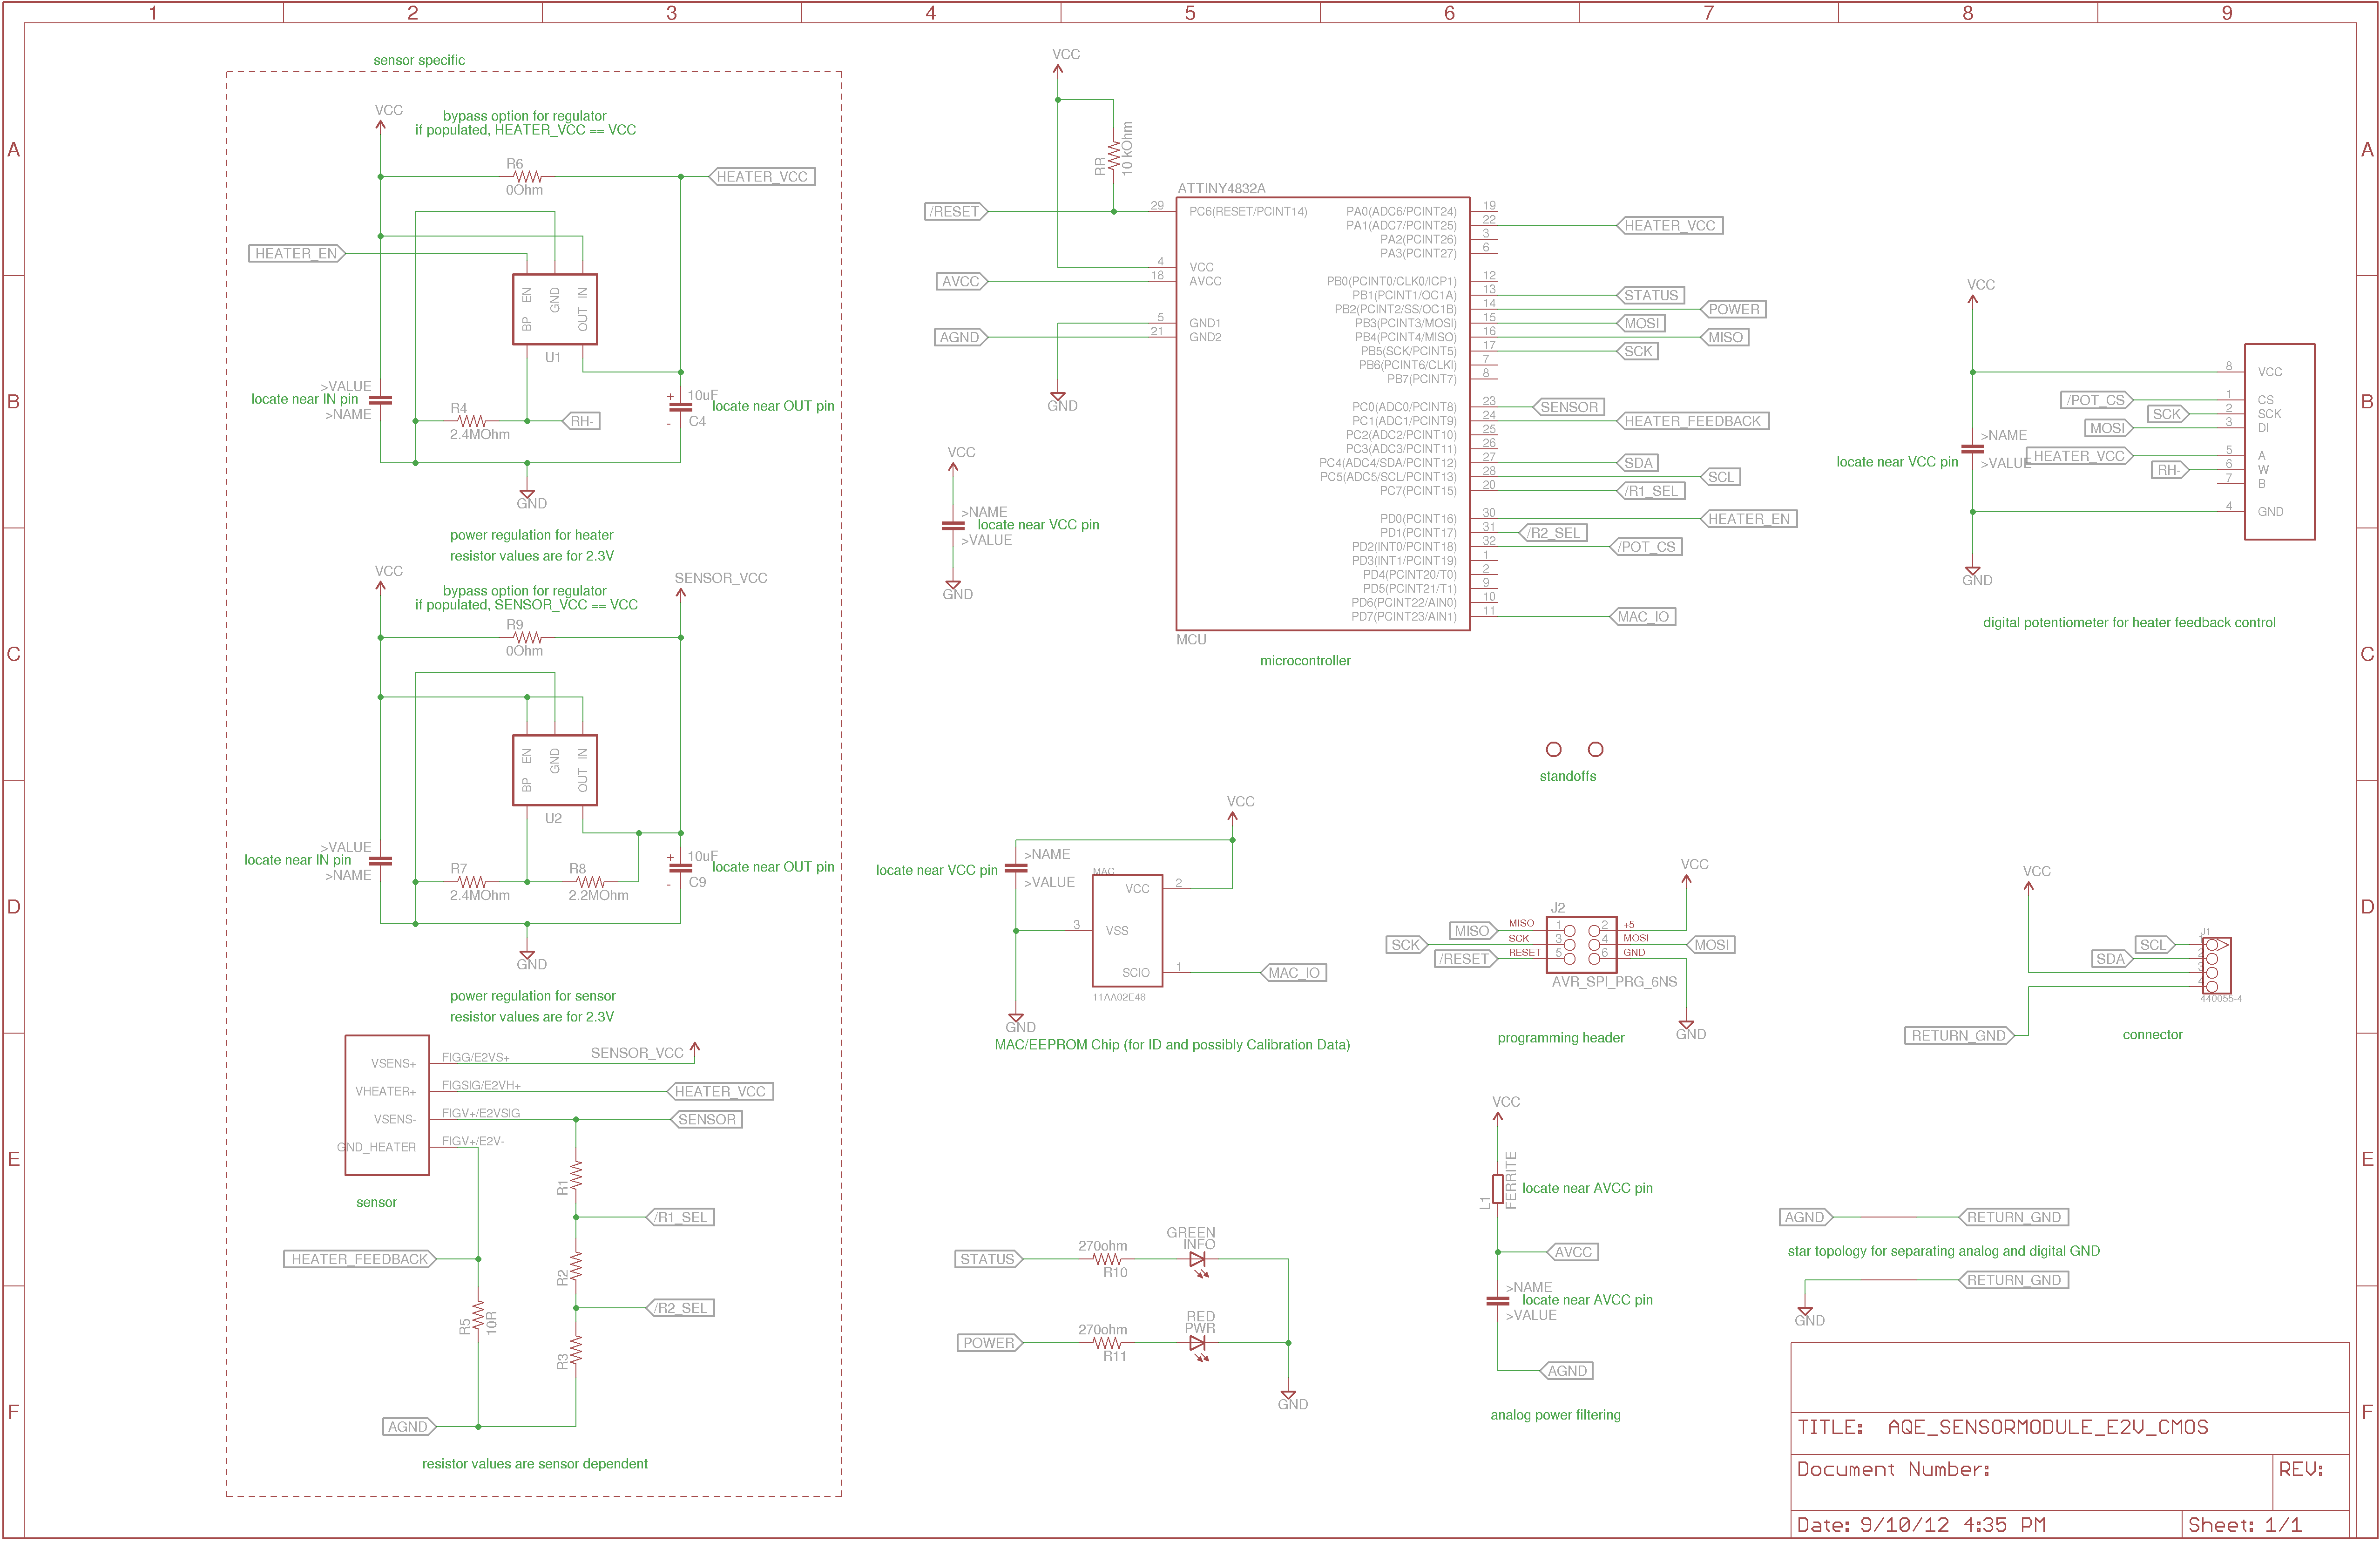 1 2 3 4 5 6 7 8 9
A
B
C
D
E
F
A
B
C
D
E
F
sensor specific
VCC
bypass option for regulator
if populated, HEATER_VCC == VCC
R6
0Ohm
HEATER_VCC
HEATER_EN
EN
GND
IN
BP
OUT
U1
>VALUE
locate near IN pin
>NAME
R4
2.4MOhm
RH-
+
10uF
locate near OUT pin
-
C4
GND
power regulation for heater
resistor values are for 2.3V
VCC
SENSOR_VCC
bypass option for regulator
if populated, SENSOR_VCC == VCC
R9
0Ohm
EN
GND
IN
BP
OUT
U2
>VALUE
locate near IN pin
>NAME
R7
2.4MOhm
R8
2.2MOhm
+
10uF
locate near OUT pin
-
C9
GND
power regulation for sensor
resistor values are for 2.3V
VSENS+ FIGG/E2VS+ SENSOR_VCC
VHEATER+ FIGSIG/E2VH+ HEATER_VCC
VSENS- FIGV+/E2VSIG SENSOR
GND_HEATER FIGV+/E2V-
sensor
R1
/R1_SEL
HEATER_FEEDBACK
R2
/R2_SEL
R5
10R
R3
AGND
resistor values are sensor dependent
VCC
RR
10 kOhm
ATTINY4832A
/RESET 29 PC6(RESET/PCINT14)
4 VCC
AVCC 18 AVCC
5 GND1
AGND 21 GND2
GND
PA0(ADC6/PCINT24) 19
PA1(ADC7/PCINT25) 22 HEATER_VCC
PA2(PCINT26) 3
PA3(PCINT27) 6
PB0(PCINT0/CLK0/ICP1) 12
PB1(PCINT1/OC1A) 13 STATUS
PB2(PCINT2/SS/OC1B) 14 POWER
PB3(PCINT3/MOSI) 15 MOSI
PB4(PCINT4/MISO) 16 MISO
PB5(SCK/PCINT5) 17 SCK
PB6(PCINT6/CLKI) 7
PB7(PCINT7) 8
PC0(ADC0/PCINT8) 23 SENSOR
PC1(ADC1/PCINT9) 24 HEATER_FEEDBACK
PC2(ADC2/PCINT10) 25
PC3(ADC3/PCINT11) 26
PC4(ADC4/SDA/PCINT12) 27 SDA
PC5(ADC5/SCL/PCINT13) 28 SCL
PC7(PCINT15) 20 /R1_SEL
PD0(PCINT16) 30 HEATER_EN
PD1(PCINT17) 31 /R2_SEL
PD2(INT0/PCINT18) 32 /POT_CS
PD3(INT1/PCINT19) 1
PD4(PCINT20/T0) 2
PD5(PCINT21/T1) 9
PD6(PCINT22/AIN0) 10
PD7(PCINT23/AIN1) 11 MAC_IO
MCU
microcontroller
VCC
>NAME
locate near VCC pin
>VALUE
GND
VCC
8 VCC
/POT_CS 1 CS
SCK 2 SCK
MOSI 3 DI
>NAME
locate near VCC pin
>VALUE
HEATER_VCC 5 A
RH- 6 W
7 B
4 GND
GND
digital potentiometer for heater feedback control
standoffs
VCC
>NAME
locate near VCC pin
>VALUE
MAC
VCC 2
3 VSS
SCIO 1 MAC_IO
11AA02E48
GND
MAC/EEPROM Chip (for ID and possibly Calibration Data)
VCC
J2
MISO MISO 1 2 +5
SCK SCK 3 4 MOSI MOSI
/RESET RESET 5 6 GND
AVR_SPI_PRG_6NS
GND
programming header
VCC
J1
SCL 1
SDA 2
3
4
440055-4
RETURN_GND
connector
STATUS
270ohm
R10
GREEN
INFO
POWER
270ohm
R11
RED
PWR
GND
VCC
L1
FERRITE
locate near AVCC pin
AVCC
>NAME
locate near AVCC pin
>VALUE
AGND
analog power filtering
AGND RETURN_GND
star topology for separating analog and digital GND
RETURN_GND
GND
TITLE: AQE_SENSORMODULE_E2V_CMOS
Document Number:
REV:
Date: 9/10/12 4:35 PM
Sheet: 1/1